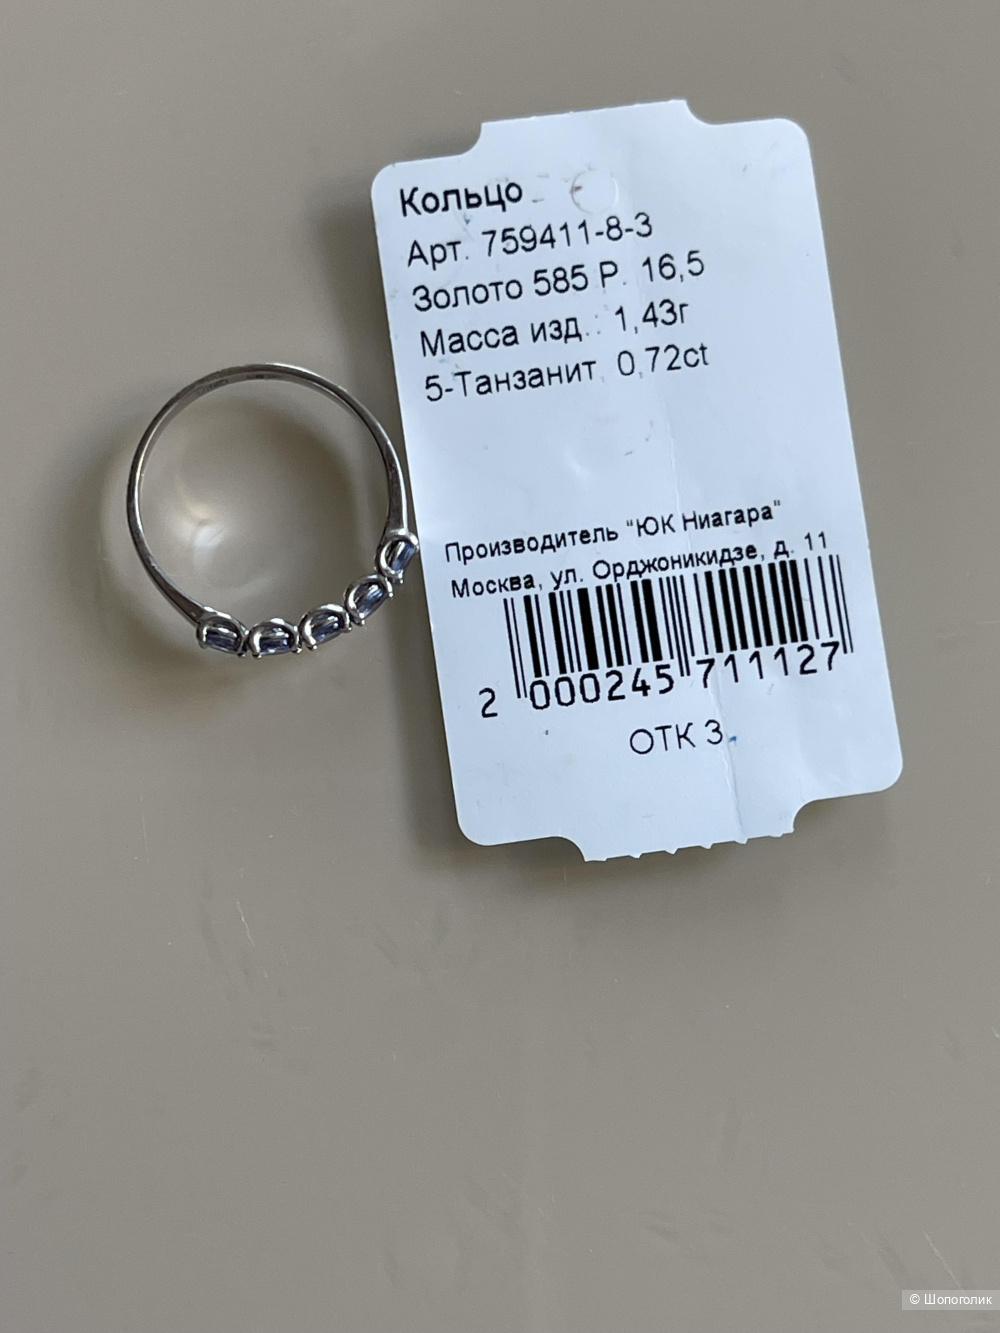 Кольцо
Арт. 759411-8-3
Золото 585 Р. 16,5
Масса изд.: 1,43г
5-Танзанит 0,72ct
Производитель "ЮК Ниагара"
Москва, ул. Орджоникидзе, д. 11
2 000245 711127
ОТК 3
© Шопоголик